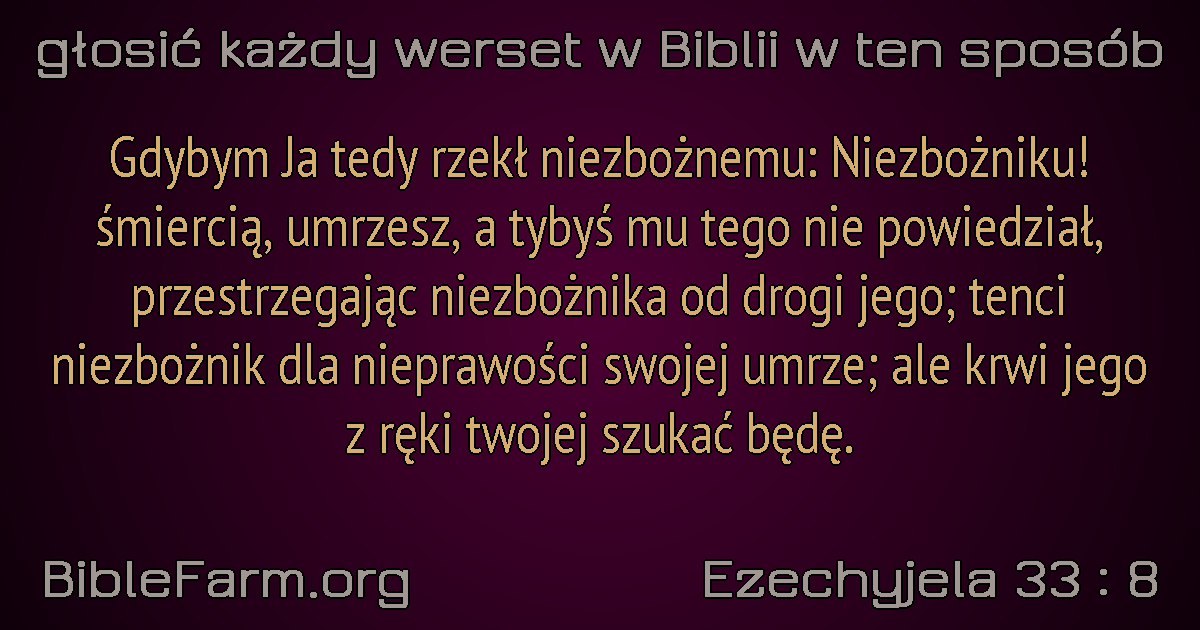 głosić każdy werset w Biblii w ten sposób
Gdybym Ja tedy rzekł niezbożnemu: Niezbożniku!
śmiercią, umrzesz, a tybyś mu tego nie powiedział,
przestrzegając niezbożnika od drogi jego; tenci
niezbożnik dla nieprawości swojej umrze; ale krwi jego
z ręki twojej szukać będę.
BibleFarm.org
Ezechyjela 33 : 8